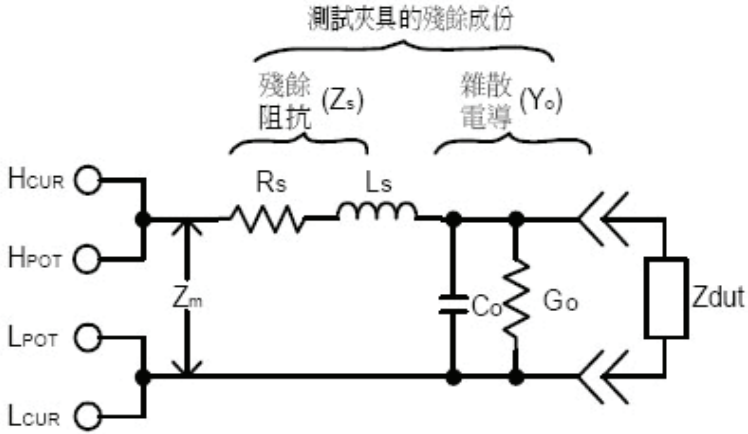 測試夾具的殘餘成份
殘餘
阻抗 (Zs)
雜散
電導 (Yo)
HCUR
Rs
Ls
HPOT
Zm
Co
Go
Zdut
LPOT
LCUR